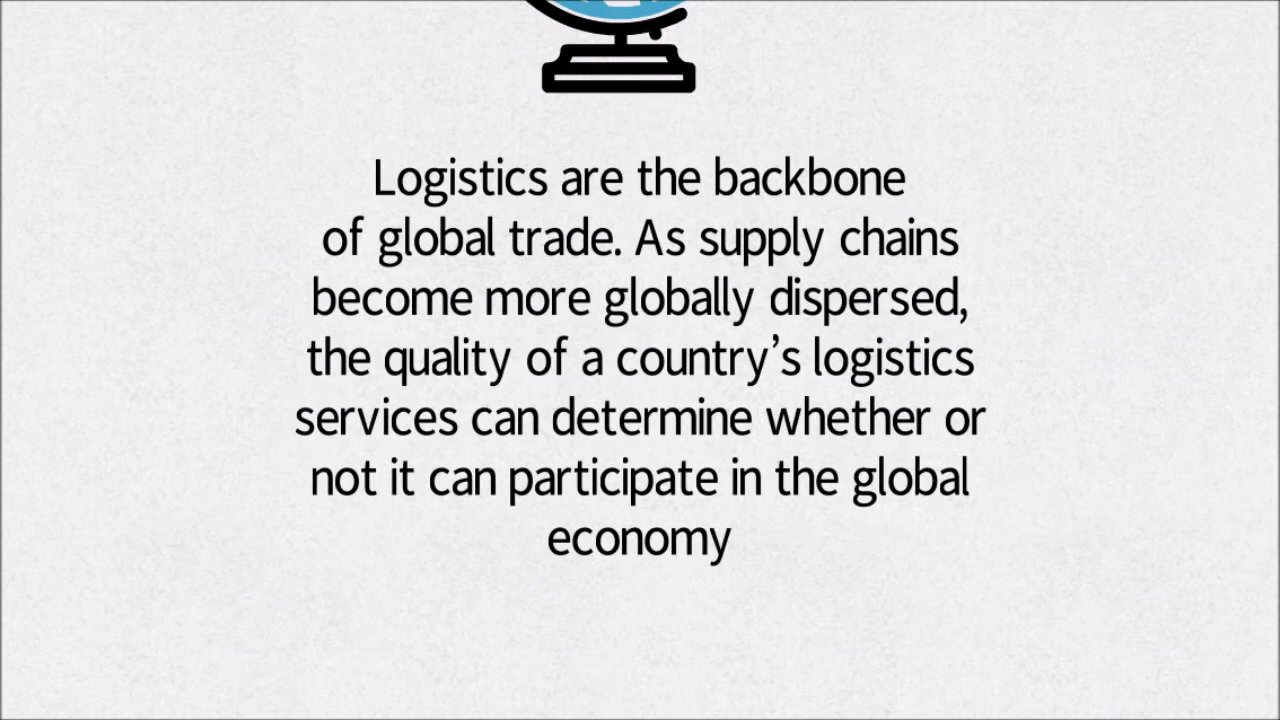 Logistics are the backbone
of global trade. As supply chains
become more globally dispersed,
the quality of a country’s logistics
services can determine whether or
not it can participate in the global
economy